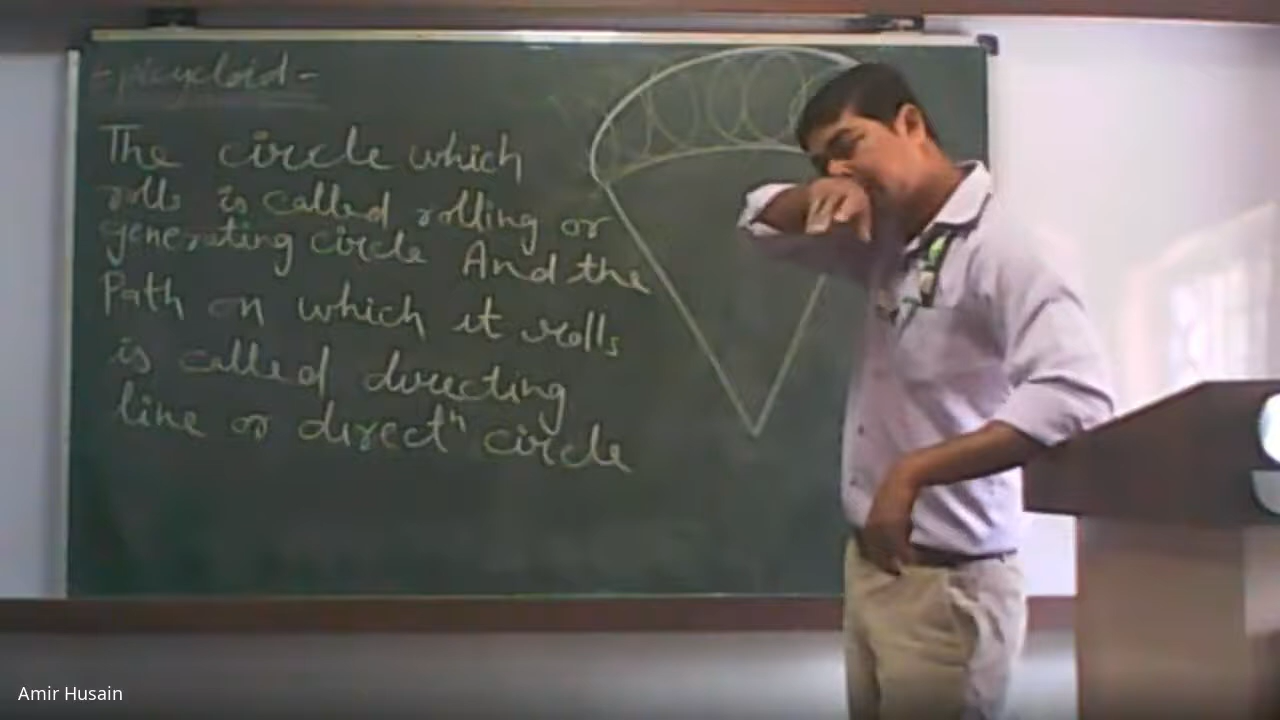 Epicycloid -
The circle which
rolls is called rolling or
generating circle And the
Path on which it rolls
is called directing
line or directⁿ circle
Amir Husain